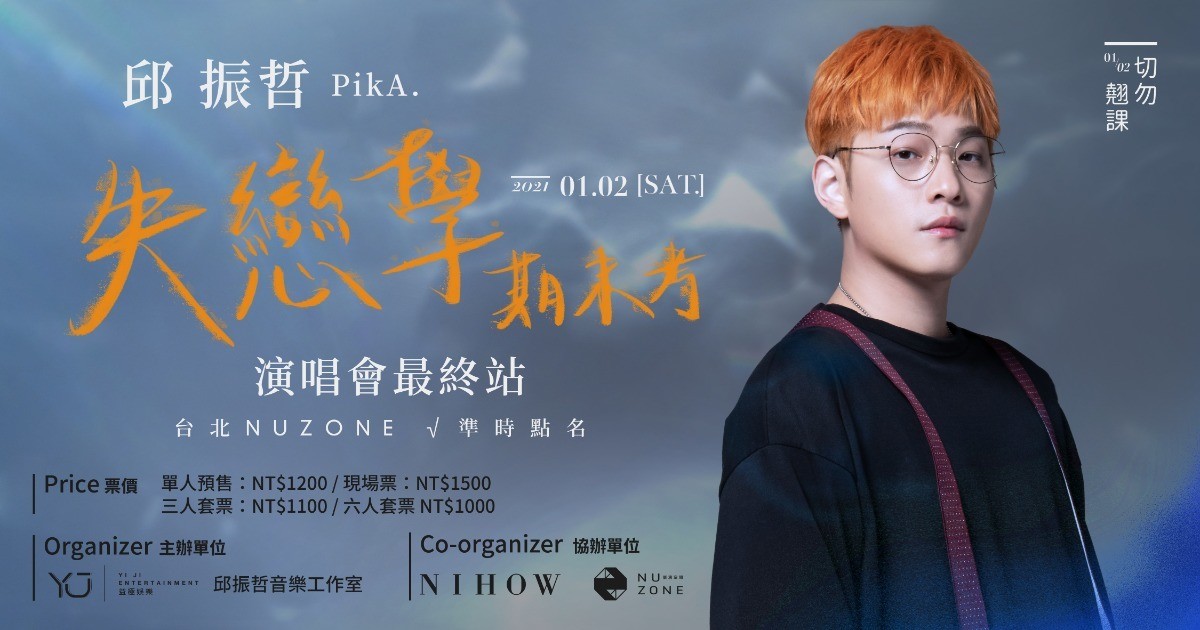 邱 振哲 PikA.
失戀學期末考
2021 01.02 [SAT.]
演唱會最終站
台北NUZONE √準時點名
Price 票價
單人預售：NT$1200 / 現場票：NT$1500
三人套票：NT$1100 / 六人套票 NT$1000
Organizer 主辦單位
YJ
YI JI
ENTERTAINMENT
益極娛樂
邱振哲音樂工作室
Co-organizer 協辦單位
NIHOW
NU
ZONE
01/02
切勿
翹課